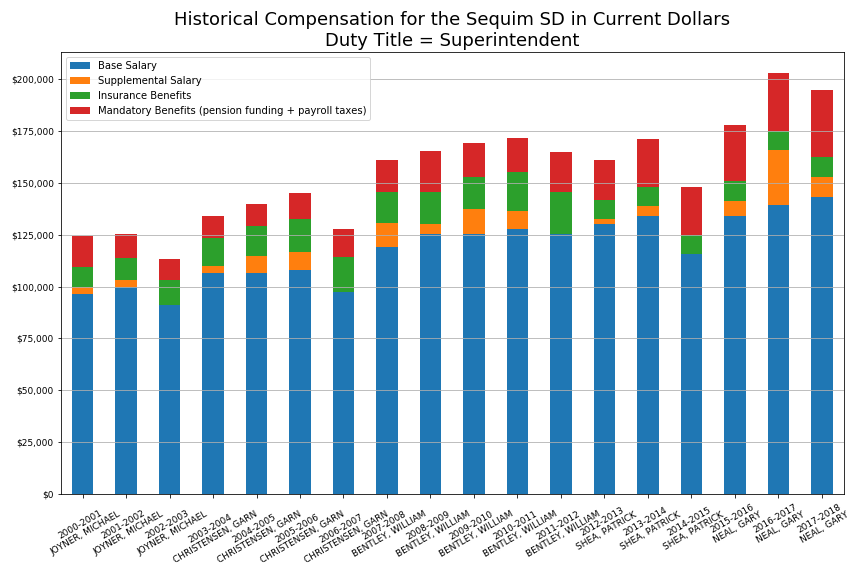 Historical Compensation for the Sequim SD in Current Dollars
Duty Title = Superintendent
Base Salary
Supplemental Salary
Insurance Benefits
Mandatory Benefits (pension funding + payroll taxes)
$200,000
$175,000
$150,000
$125,000
$100,000
$75,000
$50,000
$25,000
$0
2000-2001
JOYNER, MICHAEL
2001-2002
JOYNER, MICHAEL
2002-2003
JOYNER, MICHAEL
2003-2004
CHRISTENSEN, GARN
2004-2005
CHRISTENSEN, GARN
2005-2006
CHRISTENSEN, GARN
2006-2007
CHRISTENSEN, GARN
2007-2008
BENTLEY, WILLIAM
2008-2009
BENTLEY, WILLIAM
2009-2010
BENTLEY, WILLIAM
2010-2011
BENTLEY, WILLIAM
2011-2012
BENTLEY, WILLIAM
2012-2013
SHEA, PATRICK
2013-2014
SHEA, PATRICK
2014-2015
SHEA, PATRICK
2015-2016
NEAL, GARY
2016-2017
NEAL, GARY
2017-2018
NEAL, GARY